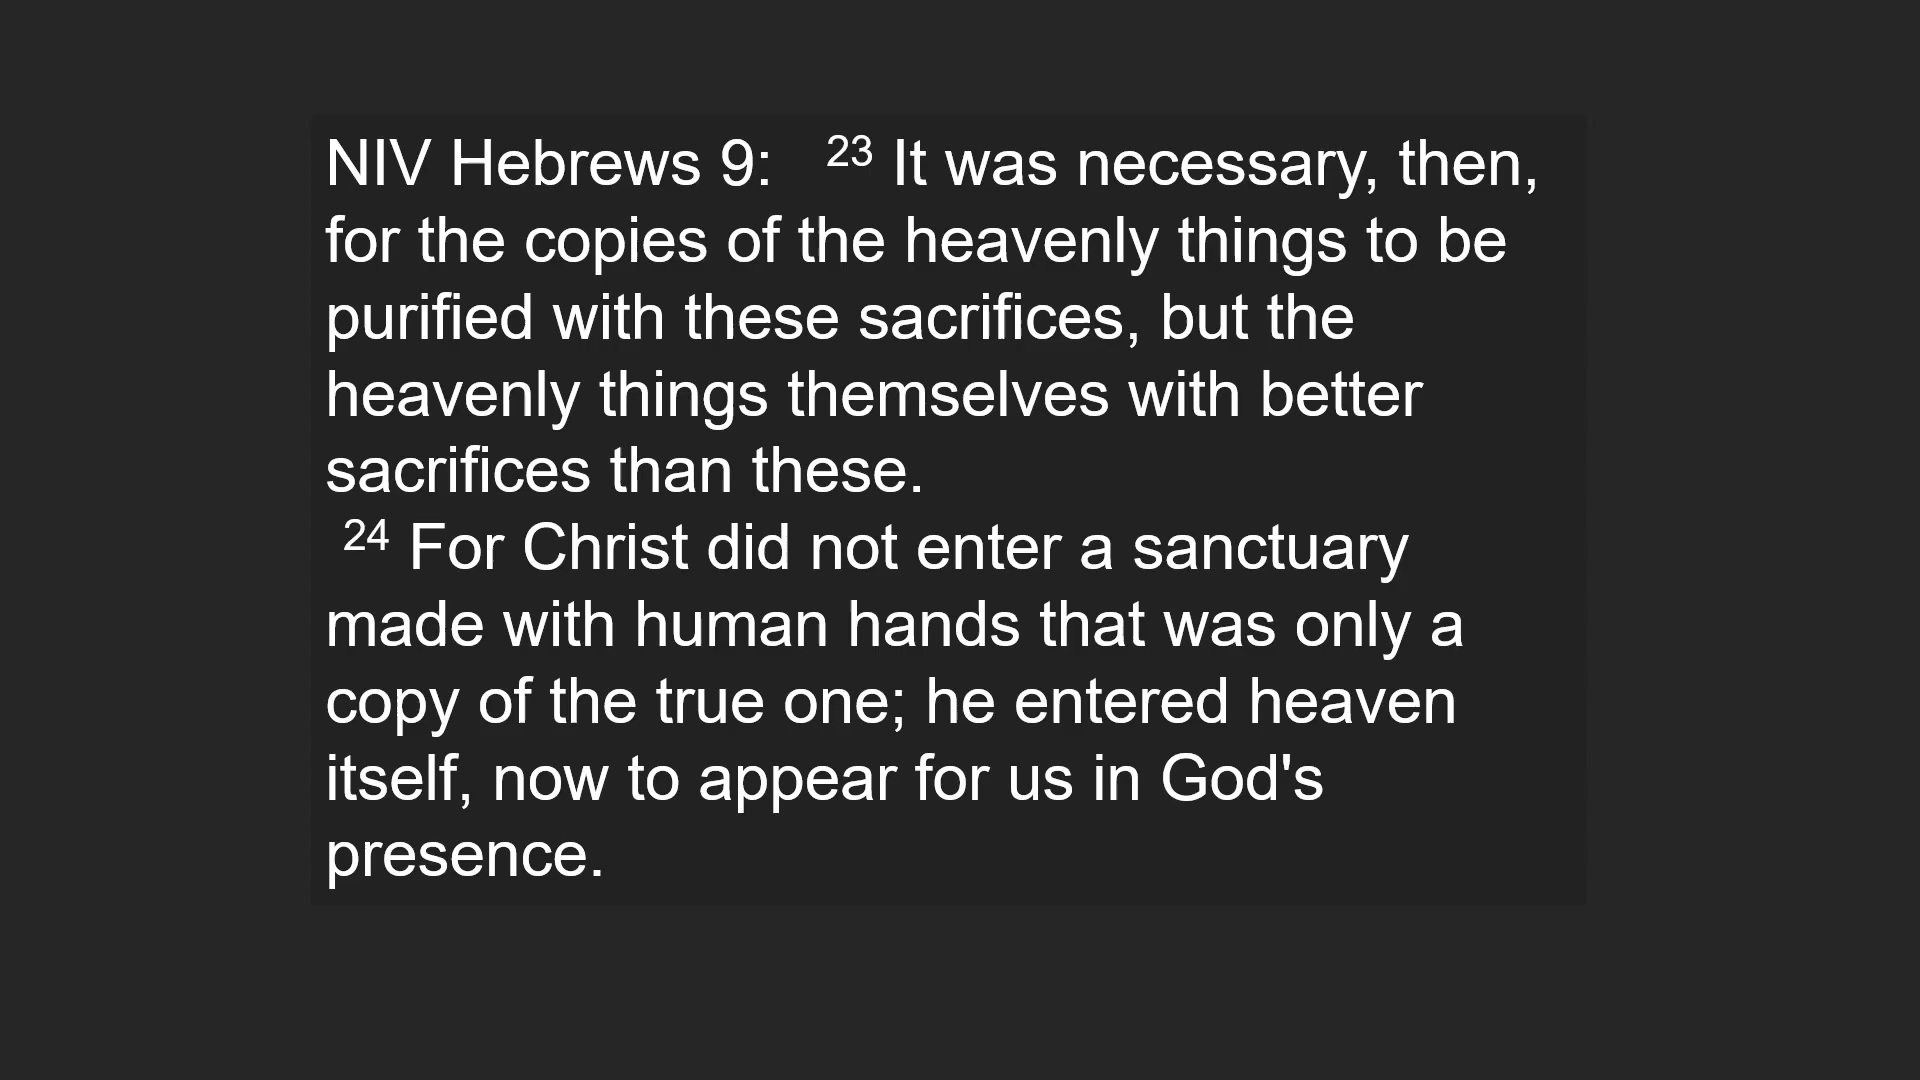 NIV Hebrews 9: 23 It was necessary, then,
for the copies of the heavenly things to be
purified with these sacrifices, but the
heavenly things themselves with better
sacrifices than these.
24 For Christ did not enter a sanctuary
made with human hands that was only a
copy of the true one; he entered heaven
itself, now to appear for us in God's
presence.